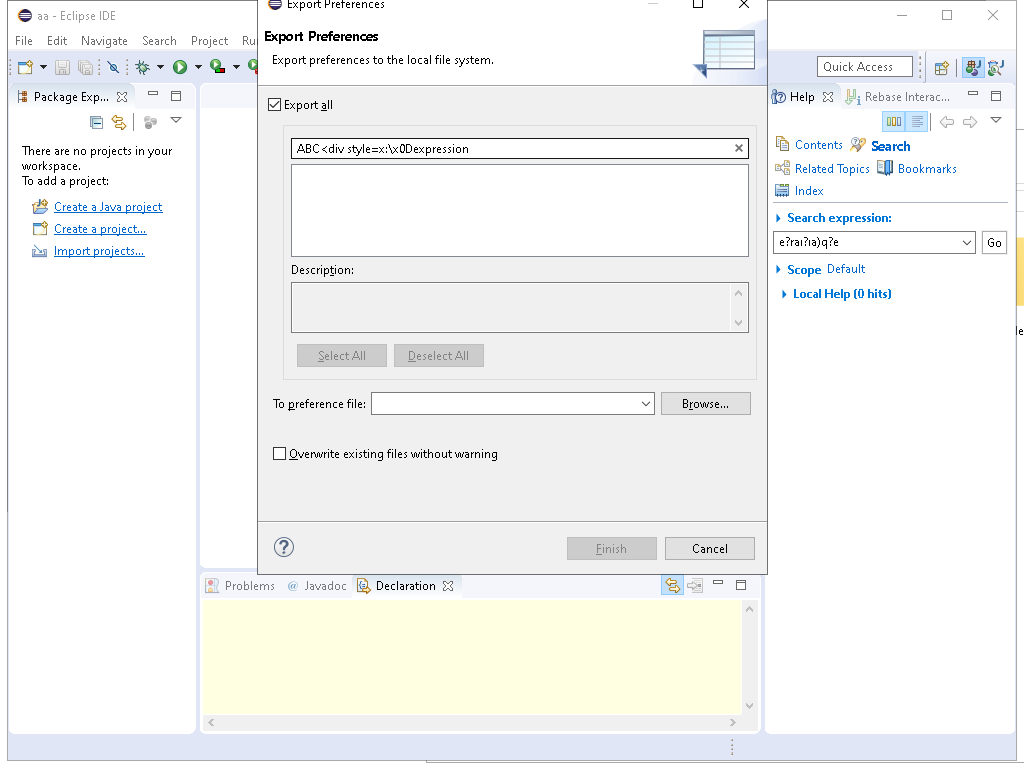 aa - Eclipse IDE
File Edit Navigate Search Project
Quick Access
Package Exp...
There are no projects in your
workspace.
To add a project:
Create a Java project
Create a project...
Import projects...
Export Preferences
Export Preferences
Export preferences to the local file system.
Export all
ABC<div style=x:\x0Dexpression
Description:
Select All Deselect All
To preference file:
Browse...
Overwrite existing files without warning
Finish Cancel
Problems @ Javadoc Declaration
Help Rebase Interac...
Contents Search
Related Topics Bookmarks
Index
Search expression:
e?raı?ıa)q?e
Go
Scope Default
Local Help (0 hits)